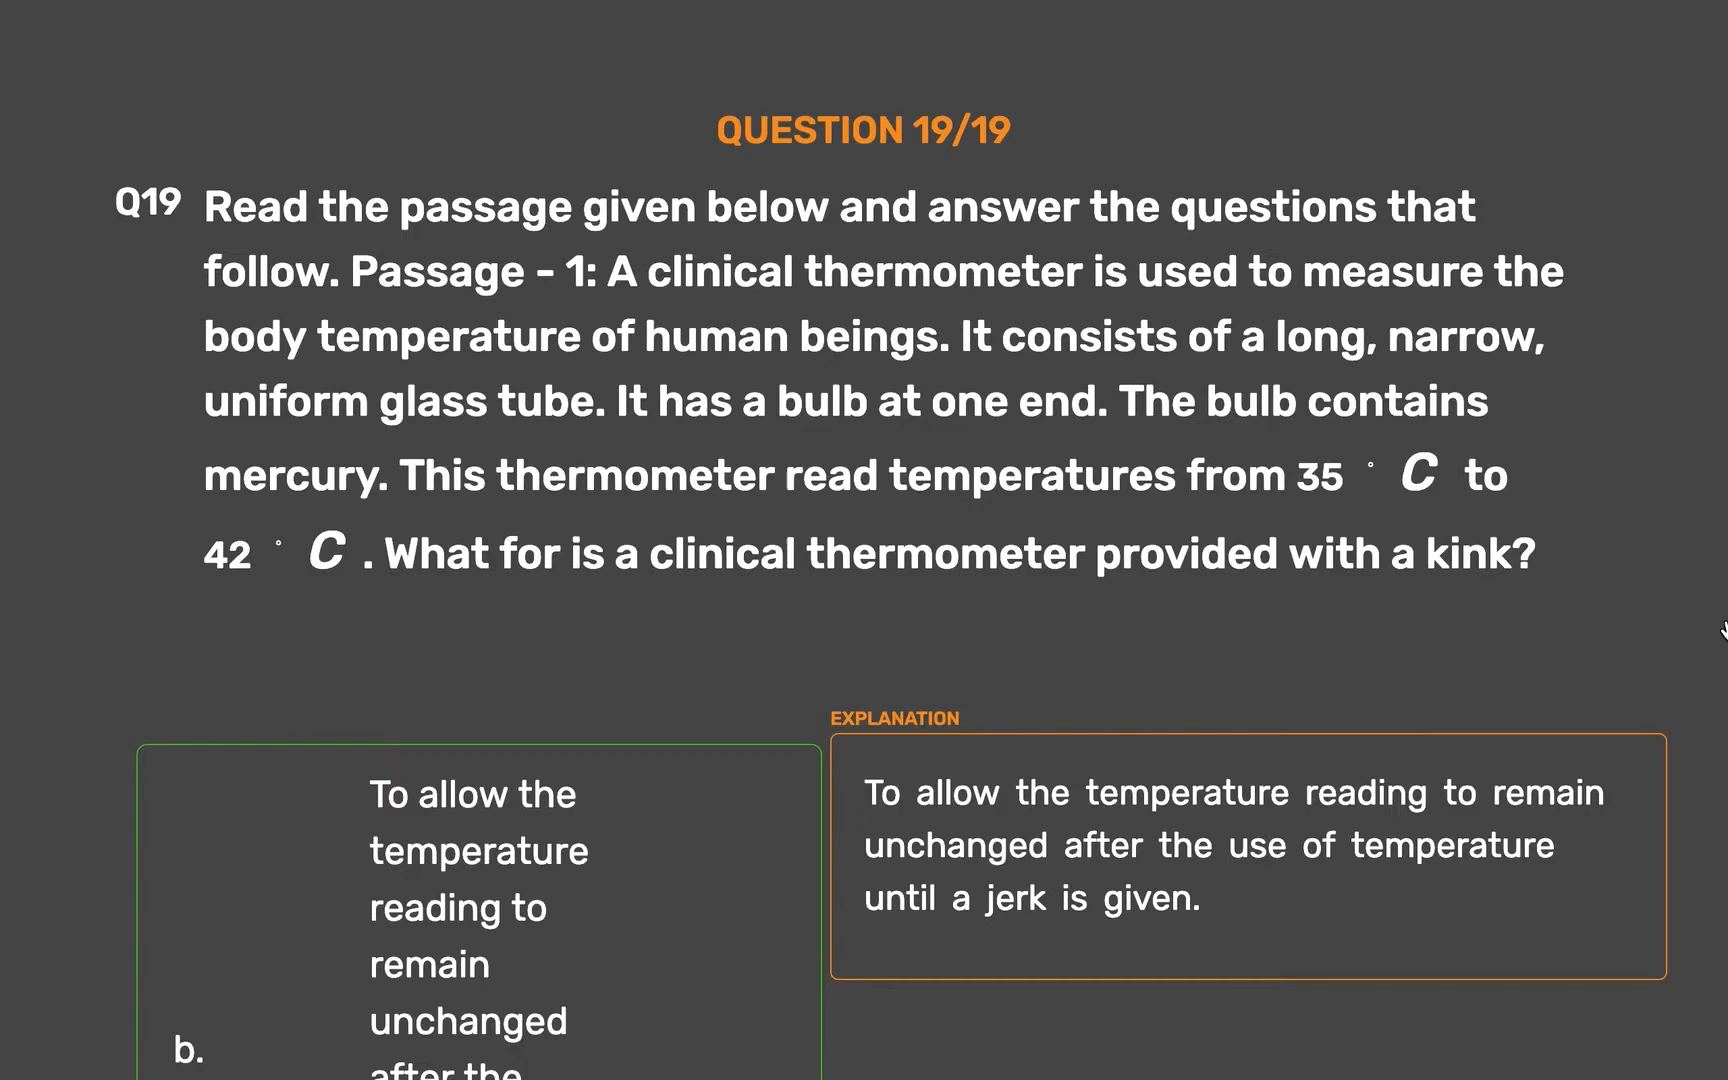 QUESTION 19/19
Q19 Read the passage given below and answer the questions that
follow. Passage - 1: A clinical thermometer is used to measure the
body temperature of human beings. It consists of a long, narrow,
uniform glass tube. It has a bulb at one end. The bulb contains
mercury. This thermometer read temperatures from 35 ° C to
42 ° C . What for is a clinical thermometer provided with a kink?
EXPLANATION
To allow the temperature reading to remain
unchanged after the use of temperature
until a jerk is given.
b.
To allow the
temperature
reading to
remain
unchanged
after the